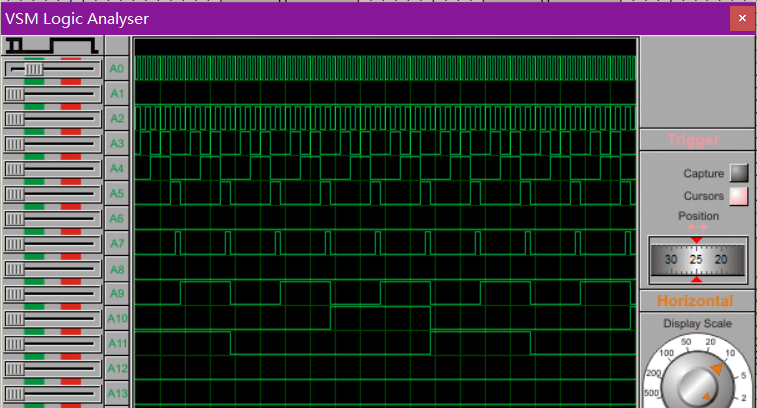 VSM Logic Analyser
×
A0
A1
A2
A3
A4
A5
A6
A7
A8
A9
A10
A11
A12
A13
Trigger
Capture
Cursors
Position
30 25 20
Horizontal
Display Scale
500 200 100 50 20 10 5 2